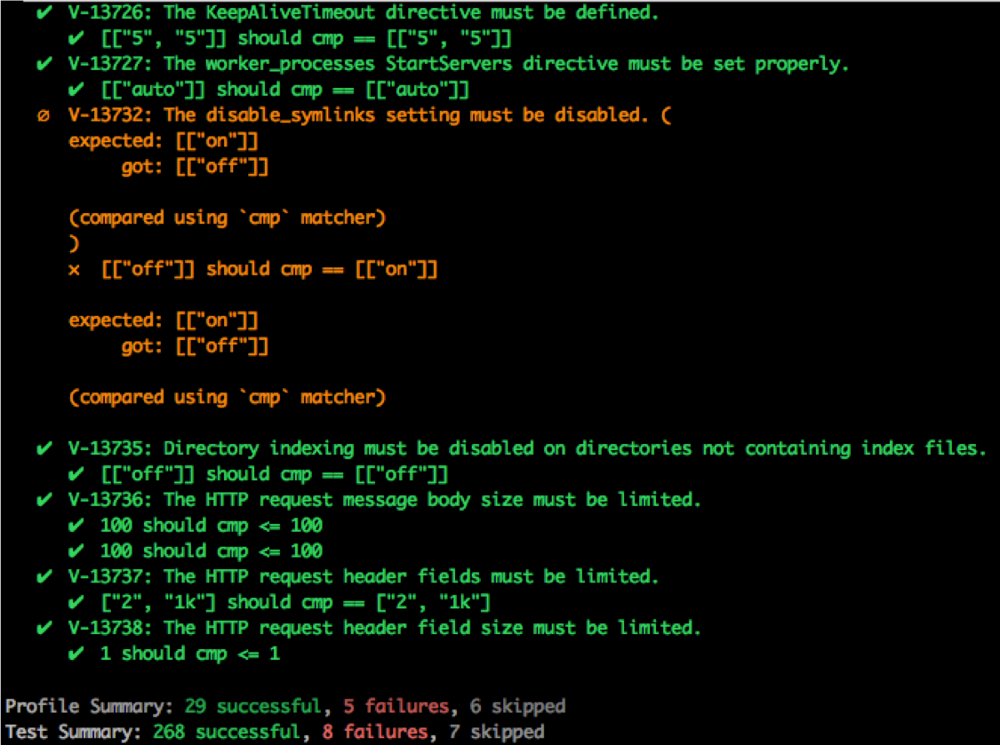 ✔ V-13726: The KeepAliveTimeout directive must be defined.
✔ [["5", "5"]] should cmp == [["5", "5"]]
✔ V-13727: The worker_processes StartServers directive must be set properly.
✔ [["auto"]] should cmp == [["auto"]]
∅ V-13732: The disable_symlinks setting must be disabled. (
expected: [["on"]]
got: [["off"]]
(compared using `cmp` matcher)
)
× [["off"]] should cmp == [["on"]]
expected: [["on"]]
got: [["off"]]
(compared using `cmp` matcher)
✔ V-13735: Directory indexing must be disabled on directories not containing index files.
✔ [["off"]] should cmp == [["off"]]
✔ V-13736: The HTTP request message body size must be limited.
✔ 100 should cmp <= 100
✔ 100 should cmp <= 100
✔ V-13737: The HTTP request header fields must be limited.
✔ ["2", "1k"] should cmp == ["2", "1k"]
✔ V-13738: The HTTP request header field size must be limited.
✔ 1 should cmp <= 1
Profile Summary: 29 successful, 5 failures, 6 skipped
Test Summary: 268 successful, 8 failures, 7 skipped